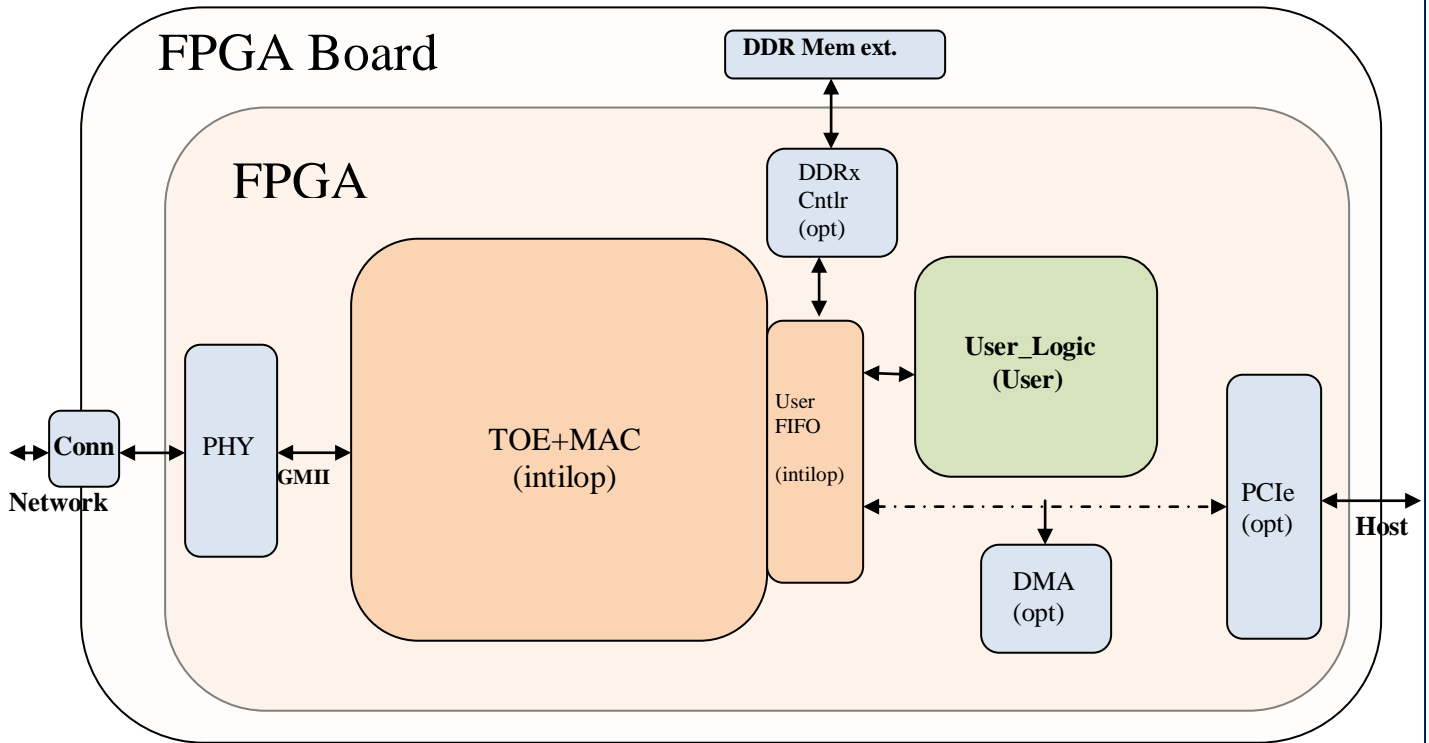 FPGA Board
DDR Mem ext.
FPGA
DDRx
Cntlr
(opt)
User_Logic
(User)
User
FIFO
(intilop)
TOE+MAC
(intilop)
Conn
PHY
GMII
Network
PCIe
(opt)
Host
DMA
(opt)